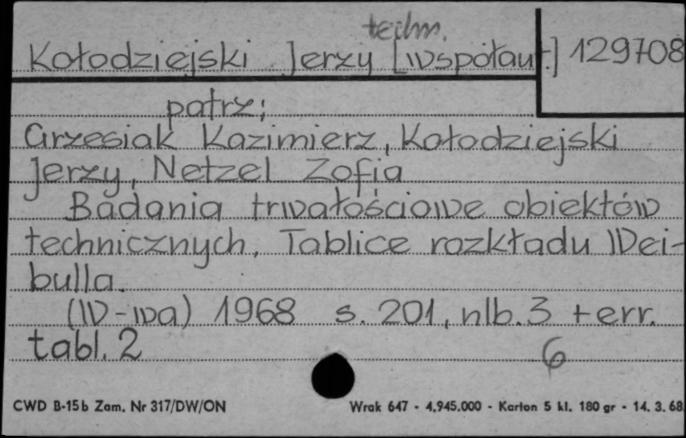 techn.
Kołodziejski Jerzy [współaut.] 129708
patrz:
Grzesiak Kazimierz, Kołodziejski
Jerzy, Netzel Zofia
Badania trwałościowe obiektów
technicznych. Tablice rozkładu Wei-
bulla.
(W-wa) 1968 s. 201, nlb. 3 + err.
tabl. 2
6
CWD B-15b Zam. Nr 317/DW/ON Wrak 647 - 4,945.000 - Karton 5 kl. 180 gr - 14. 3. 68